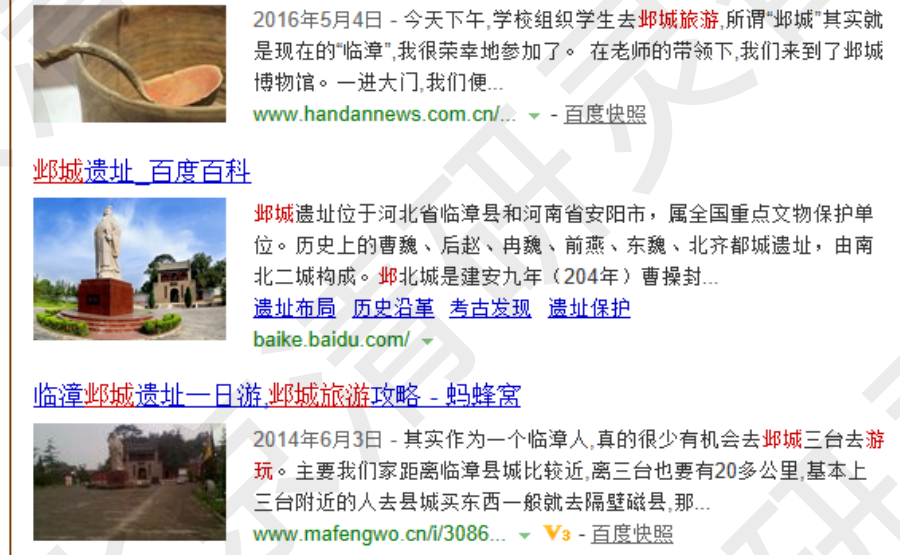 2016年5月4日 - 今天下午,学校组织学生去邺城旅游,所谓“邺城”其实就
是现在的“临漳”,我很荣幸地参加了。 在老师的带领下,我们来到了邺城
博物馆。一进大门,我们便...
www.handannews.com.cn/... - 百度快照
邺城遗址_百度百科
邺城遗址位于河北省临漳县和河南省安阳市，属全国重点文物保护单
位。历史上的曹魏、后赵、冉魏、前燕、东魏、北齐都城遗址，由南
北二城构成。邺北城是建安九年（204年）曹操封...
遗址布局 历史沿革 考古发现 遗址保护
baike.baidu.com/
临漳邺城遗址一日游,邺城旅游攻略 - 蚂蜂窝
2014年6月3日 - 其实作为一个临漳人,真的很少有机会去邺城三台去游
玩。主要我们家距离临漳县城比较近,离三台也要有20多公里,基本上
三台附近的人去县城买东西一般就去隔壁磁县,那...
www.mafengwo.cn/i/3086... V3 - 百度快照